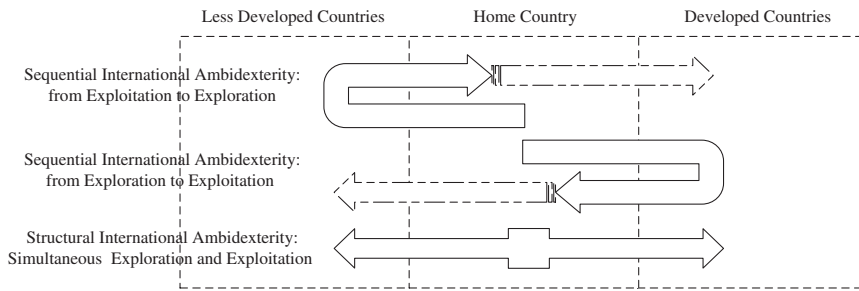 Less Developed Countries
Home Country
Developed Countries
Sequential International Ambidexterity:
from Exploitation to Exploration
Sequential International Ambidexterity:
from Exploration to Exploitation
Structural International Ambidexterity:
Simultaneous Exploration and Exploitation